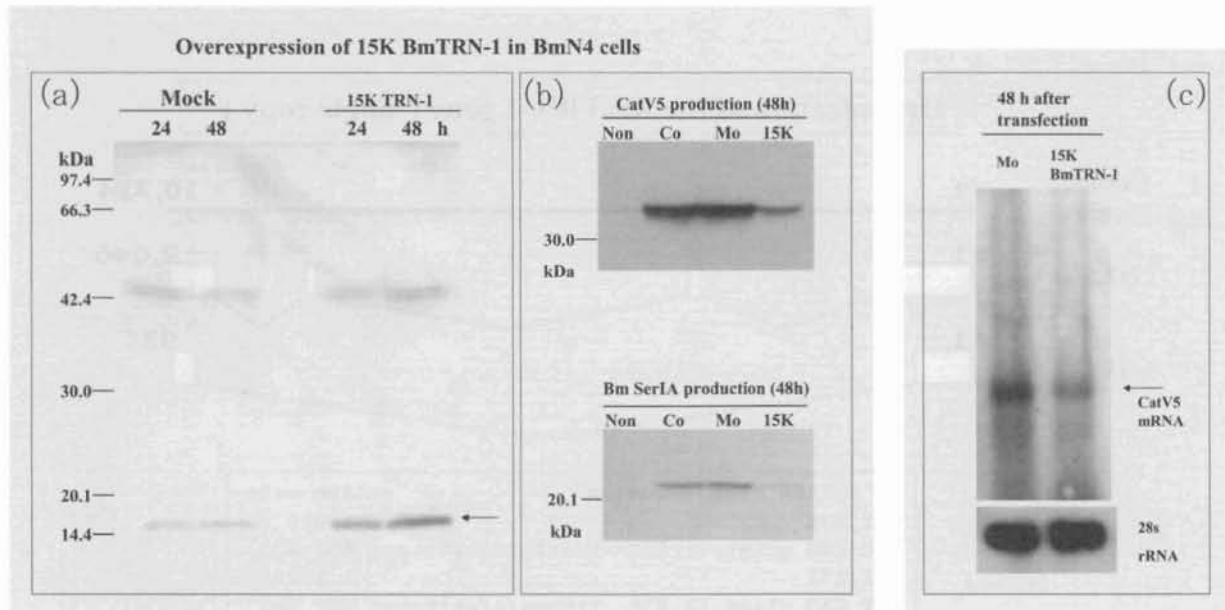 Overexpression of 15K BmTRN-1 in BmN4 cells
(a)
Mock
15K TRN-1
24 48
24 48 h
kDa
97.4
66.3
42.4
30.0
20.1
14.4
(b)
CatV5 production (48h)
Non Co Mo 15K
30.0
kDa
Bm SerIA production (48h)
Non Co Mo 15K
20.1
kDa
(c)
48 h after
transfection
Mo
15K
BmTRN-1
CatV5
mRNA
28s
rRNA